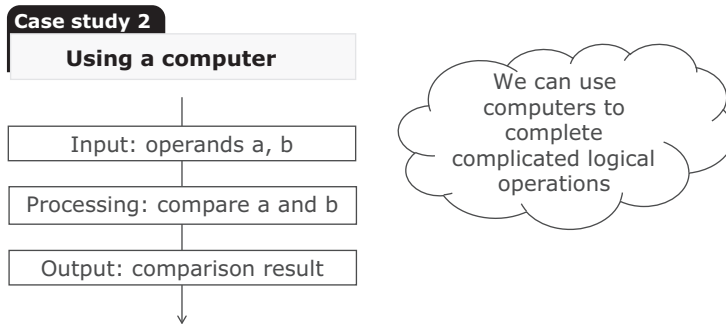 Case study 2
Using a computer
Input: operands a, b
Processing: compare a and b
Output: comparison result
We can use
computers to
complete
complicated logical
operations